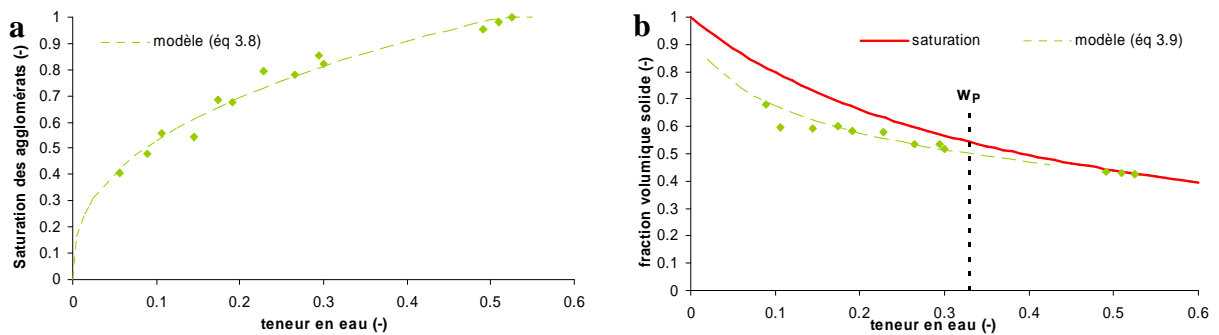 a
Saturation des agglomérats (-)
1
0.9
0.8
0.7
0.6
0.5
0.4
0.3
0.2
0.1
0
modèle (éq 3.8)
0 0.1 0.2 0.3 0.4 0.5 0.6
teneur en eau (-)
b
fraction volumique solide (-)
1
0.9
0.8
0.7
0.6
0.5
0.4
0.3
0.2
0.1
0
saturation modèle (éq 3.9)
wP
0 0.1 0.2 0.3 0.4 0.5 0.6
teneur en eau (-)